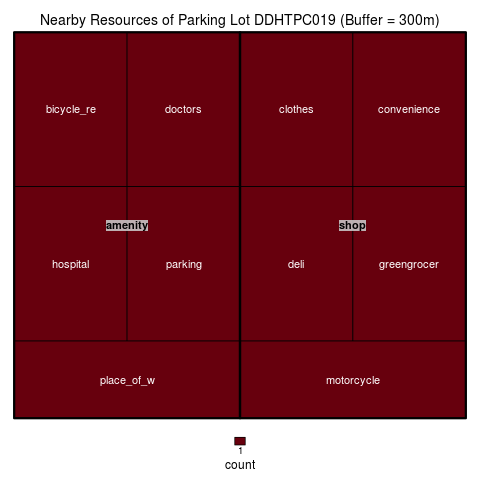 Nearby Resources of Parking Lot DDHTPC019 (Buffer = 300m)
bicycle_re doctors clothes convenience
amenity shop
hospital parking deli greengrocer
place_of_w motorcycle
1
count